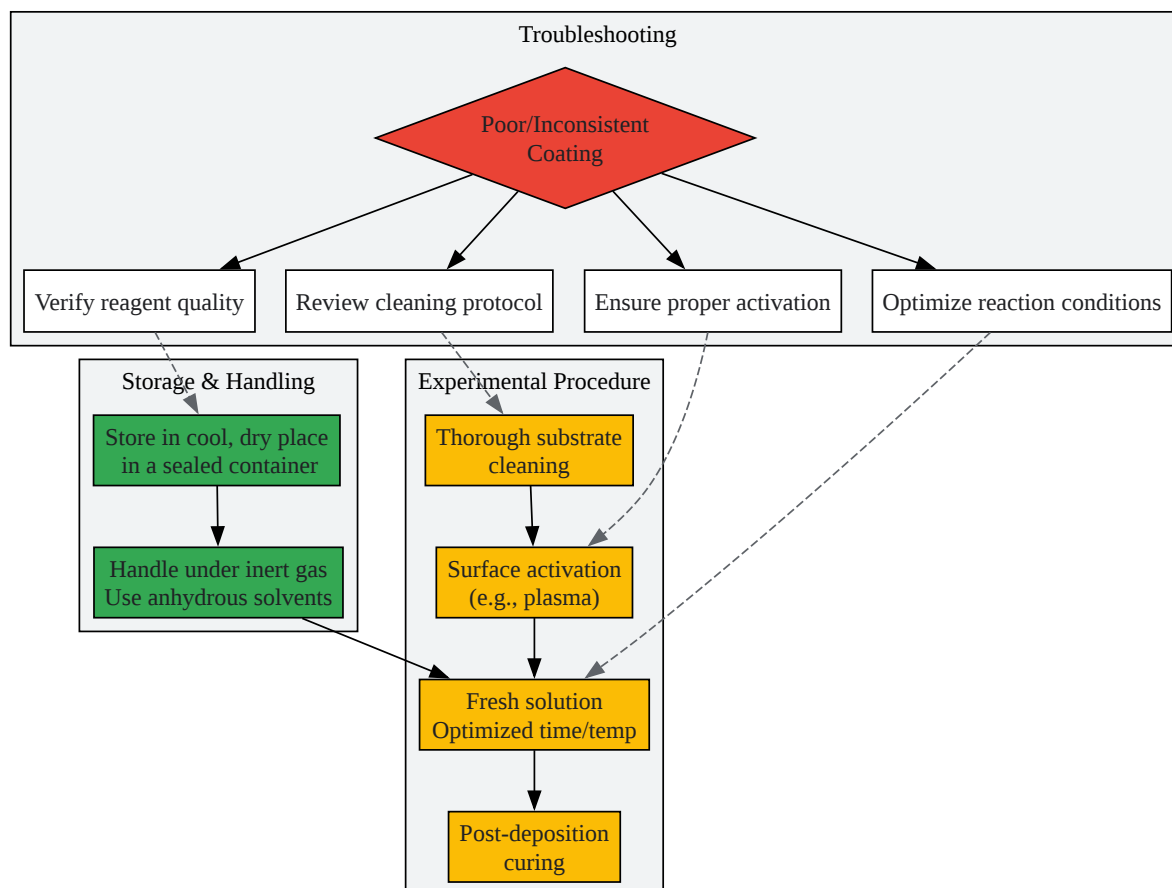 Troubleshooting
Poor/Inconsistent
Coating
Verify reagent quality
Review cleaning protocol
Ensure proper activation
Optimize reaction conditions
Storage & Handling
Experimental Procedure
Store in cool, dry place
in a sealed container
Thorough substrate
cleaning
Handle under inert gas
Use anhydrous solvents
Surface activation
(e.g., plasma)
Fresh solution
Optimized time/temp
Post-deposition
curing